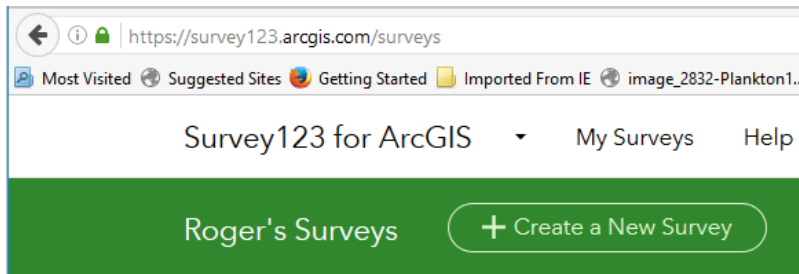 https://survey123.arcgis.com/surveys
Most Visited Suggested Sites Getting Started Imported From IE image_2832-Plankton1...
Survey123 for ArcGIS My Surveys Help
Roger's Surveys + Create a New Survey